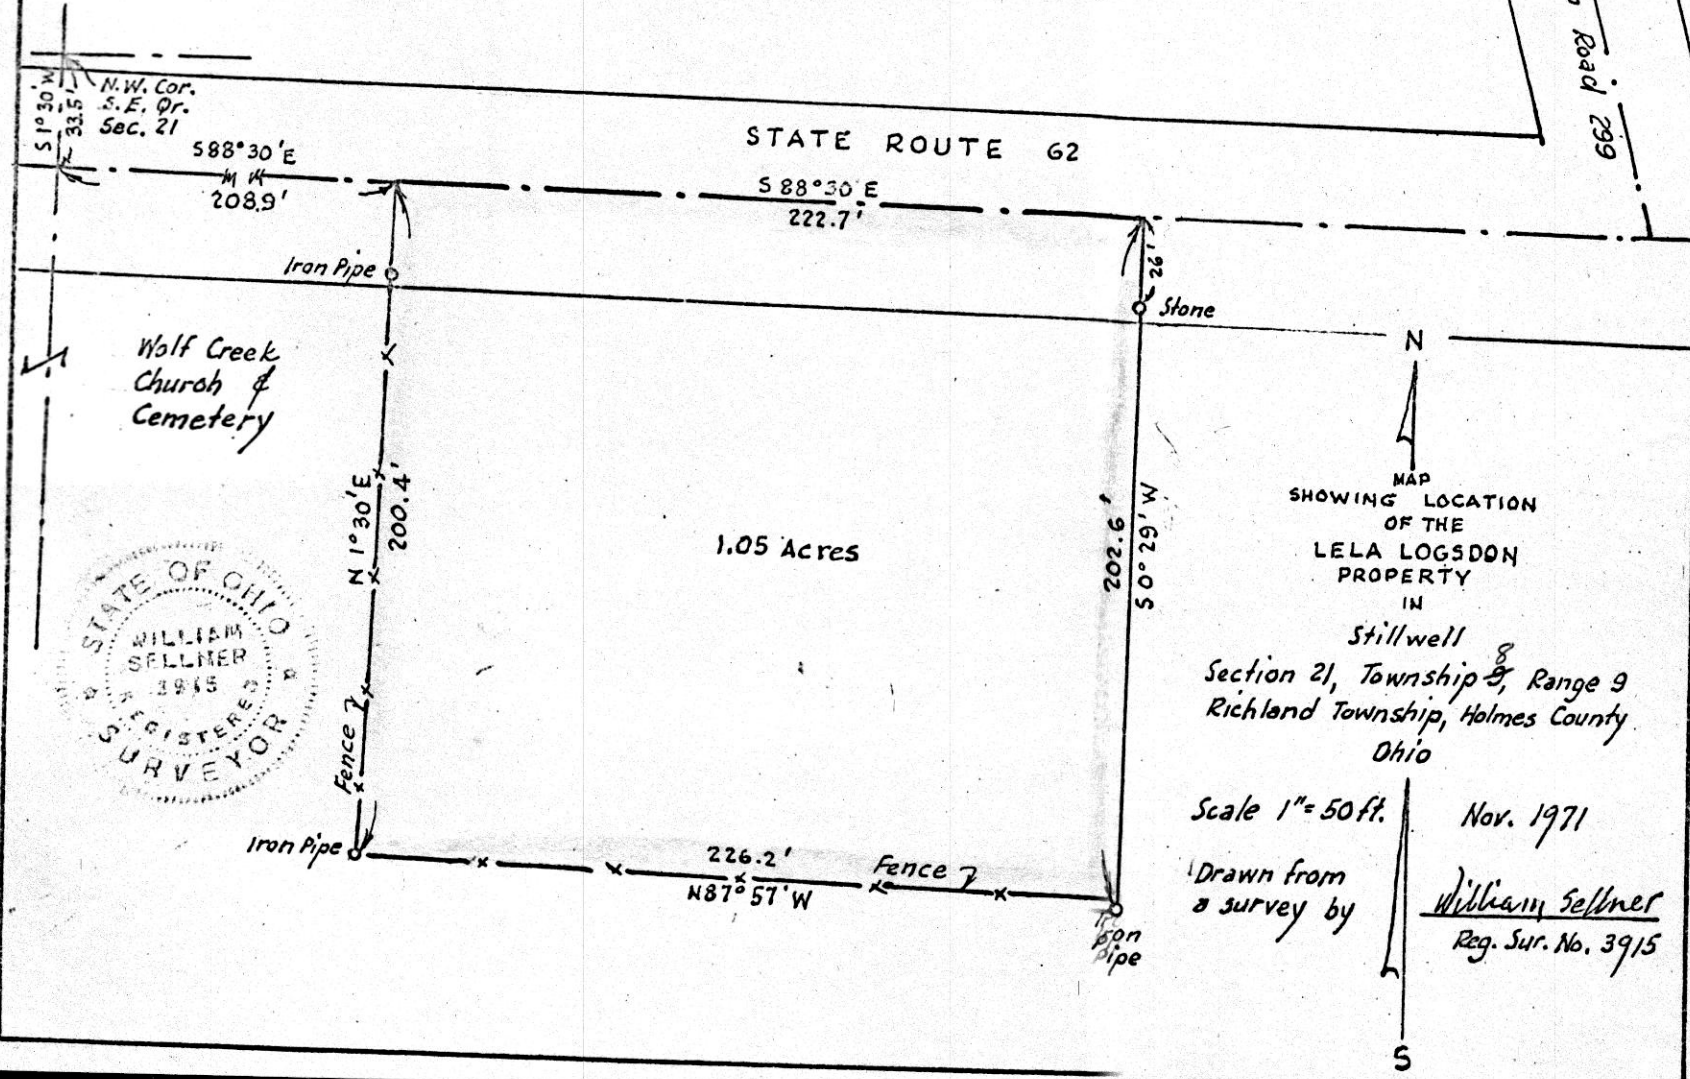 Road 299
N.W. Cor.
S.E. Qr.
Sec. 21
S 1° 30' W
33.5'
S 88° 30' E
208.9'
STATE ROUTE 62
S 88° 30' E
222.7'
26'
Iron Pipe
Stone
Wolf Creek
Church &
Cemetery
N 1° 30' E
200.4'
1.05 Acres
202.6'
S 0° 29' W
Fence
Iron Pipe
226.2'
N 87° 57' W
Fence
Iron
Pipe
STATE OF OHIO
WILLIAM
SELLNER
3915
REGISTERED
SURVEYOR
N
MAP
SHOWING LOCATION
OF THE
LELA LOGSDON
PROPERTY
IN
Stillwell
Section 21, Township 8, Range 9
Richland Township, Holmes County
Ohio
Scale 1" = 50 ft.
Nov. 1971
Drawn from
a survey by
William Sellner
Reg. Sur. No. 3915
S